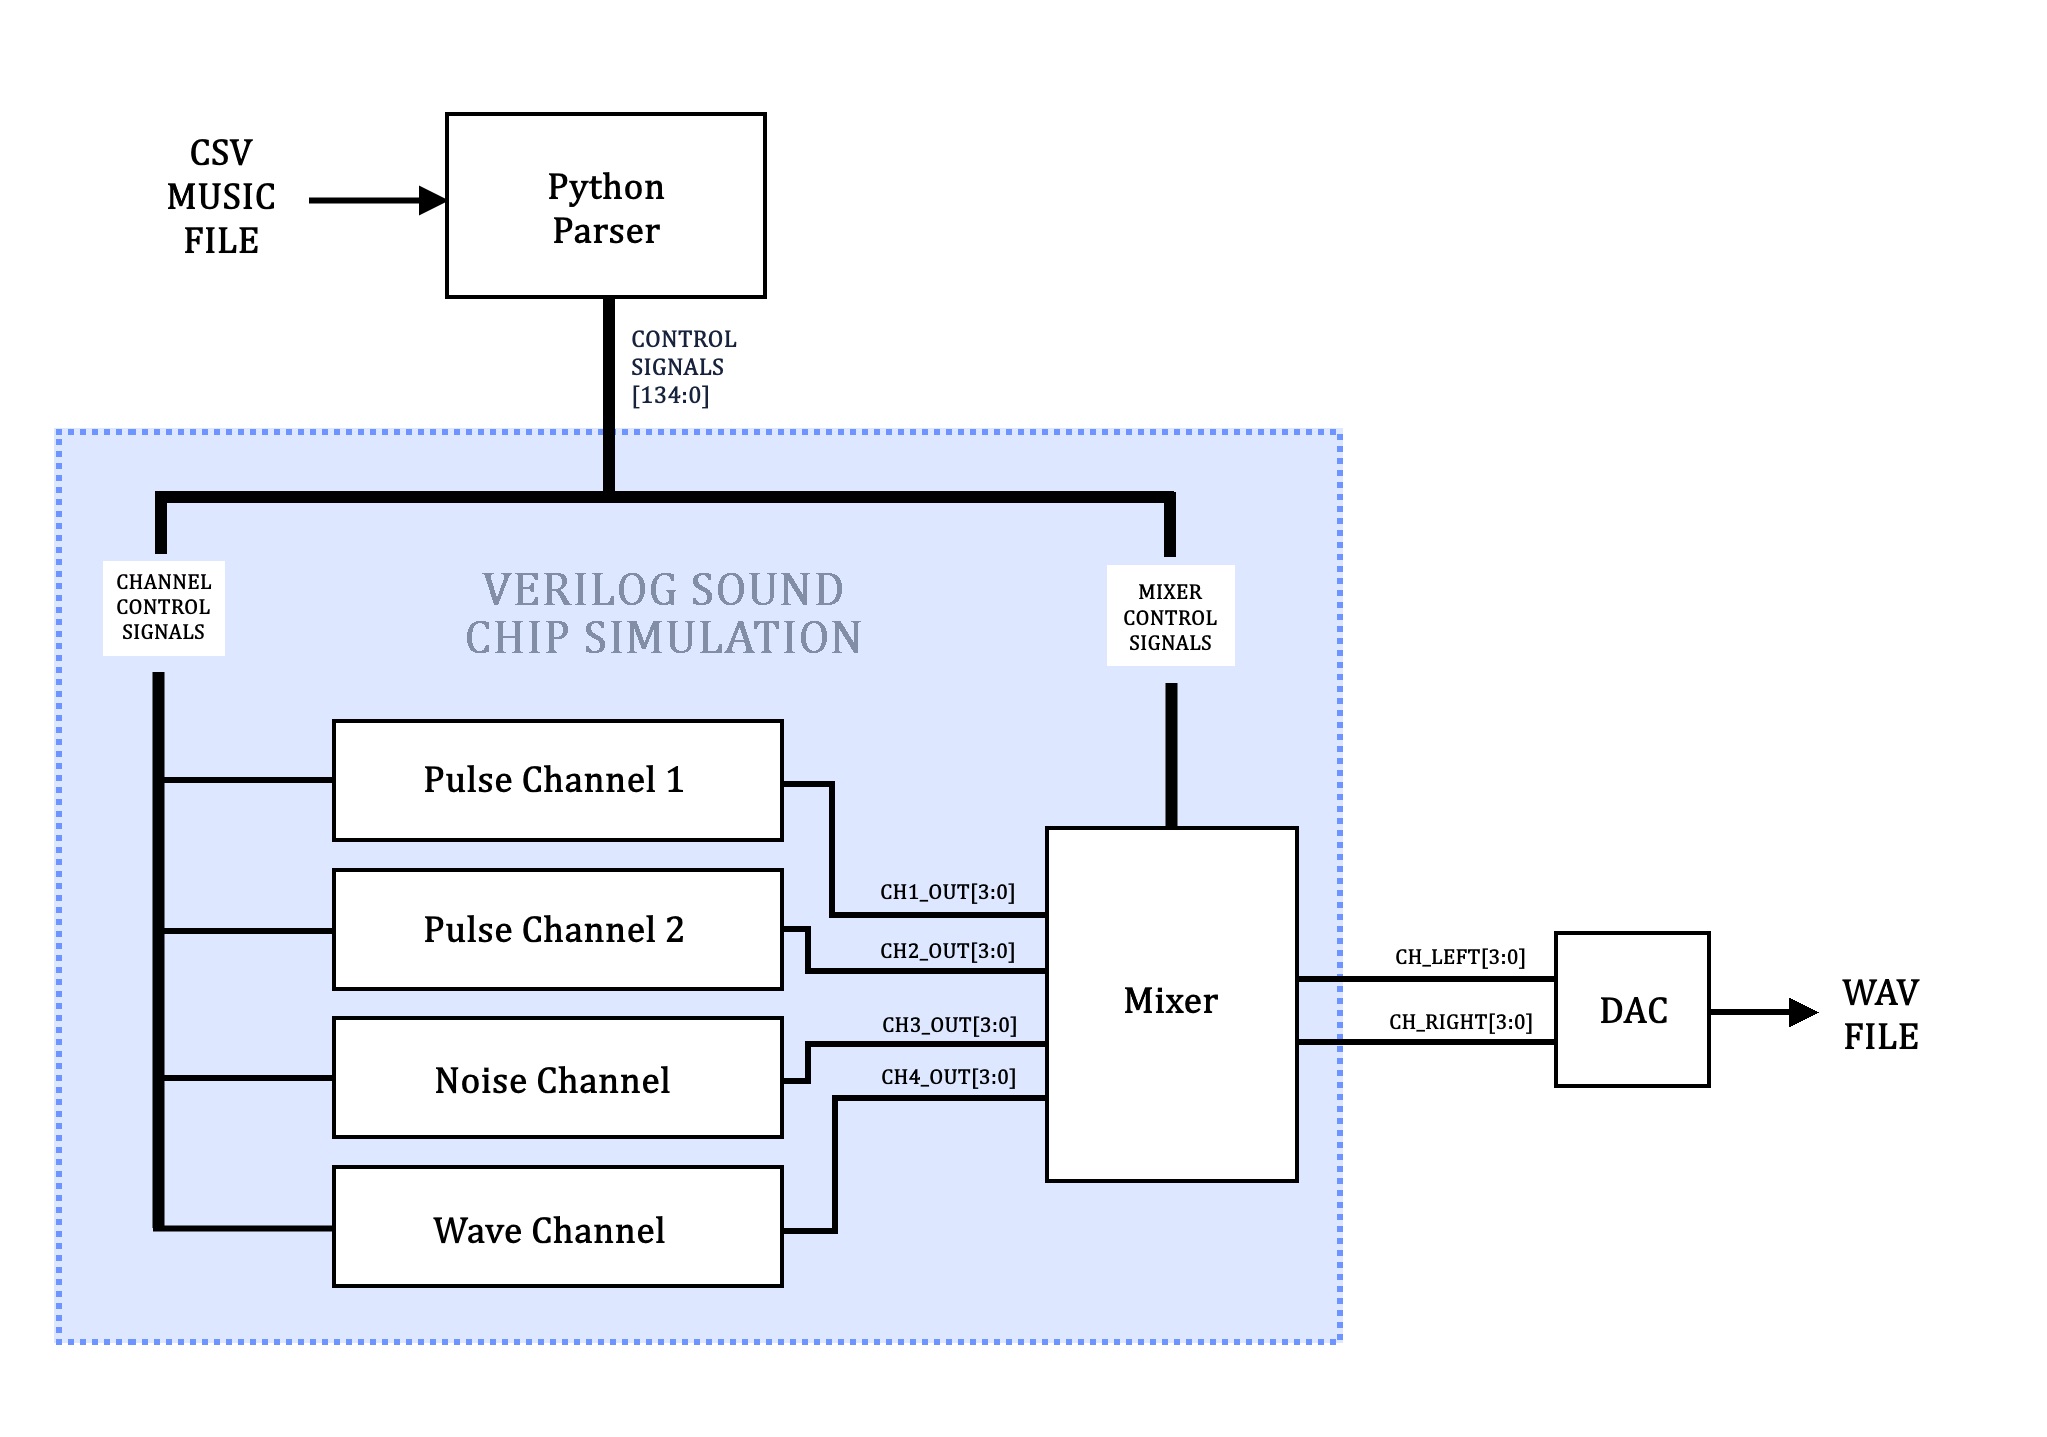 CSV
MUSIC
FILE
Python
Parser
CONTROL
SIGNALS
[134:0]
CHANNEL
CONTROL
SIGNALS
VERILOG SOUND
CHIP SIMULATION
MIXER
CONTROL
SIGNALS
Pulse Channel 1
Pulse Channel 2
Noise Channel
Wave Channel
CH1_OUT[3:0]
CH2_OUT[3:0]
CH3_OUT[3:0]
CH4_OUT[3:0]
Mixer
CH_LEFT[3:0]
CH_RIGHT[3:0]
DAC
WAV
FILE